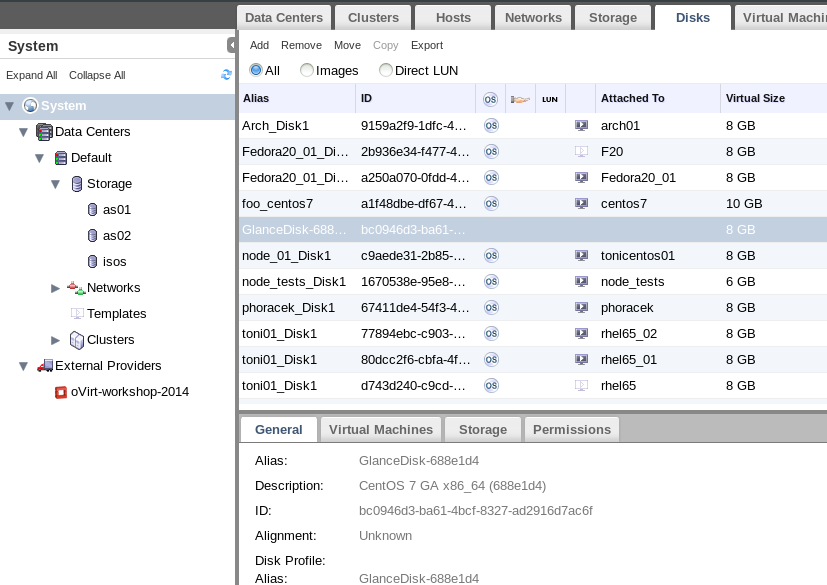 Data Centers Clusters Hosts Networks Storage Disks Virtual Machin
System
Add Remove Move Copy Export
Expand All Collapse All
All Images Direct LUN
Alias ID OS LUN Attached To Virtual Size
System
Data Centers
Default
Storage
as01
as02
isos
Networks
Templates
Clusters
External Providers
oVirt-workshop-2014
Arch_Disk1 9159a2f9-1dfc-4… OS arch01 8 GB
Fedora20_01_Di… 2b936e34-f477-4… OS F20 8 GB
Fedora20_01_Di… a250a070-0fdd-4… OS Fedora20_01 8 GB
foo_centos7 a1f48dbe-df67-4… OS centos7 10 GB
GlanceDisk-688… bc0946d3-ba61-… 8 GB
node_01_Disk1 c9aede31-2b85-… OS tonicentos01 8 GB
node_tests_Disk1 1670538e-95e8-… OS node_tests 6 GB
phoracek_Disk1 67411de4-54f3-4… OS phoracek 8 GB
toni01_Disk1 77894ebc-c903-… OS rhel65_02 8 GB
toni01_Disk1 80dcc2f6-cbfa-4f… OS rhel65_01 8 GB
toni01_Disk1 d743d240-c9cd-… OS rhel65 8 GB
General Virtual Machines Storage Permissions
Alias: GlanceDisk-688e1d4
Description: CentOS 7 GA x86_64 (688e1d4)
ID: bc0946d3-ba61-4bcf-8327-ad2916d7ac6f
Alignment: Unknown
Disk Profile:
Alias: GlanceDisk-688e1d4